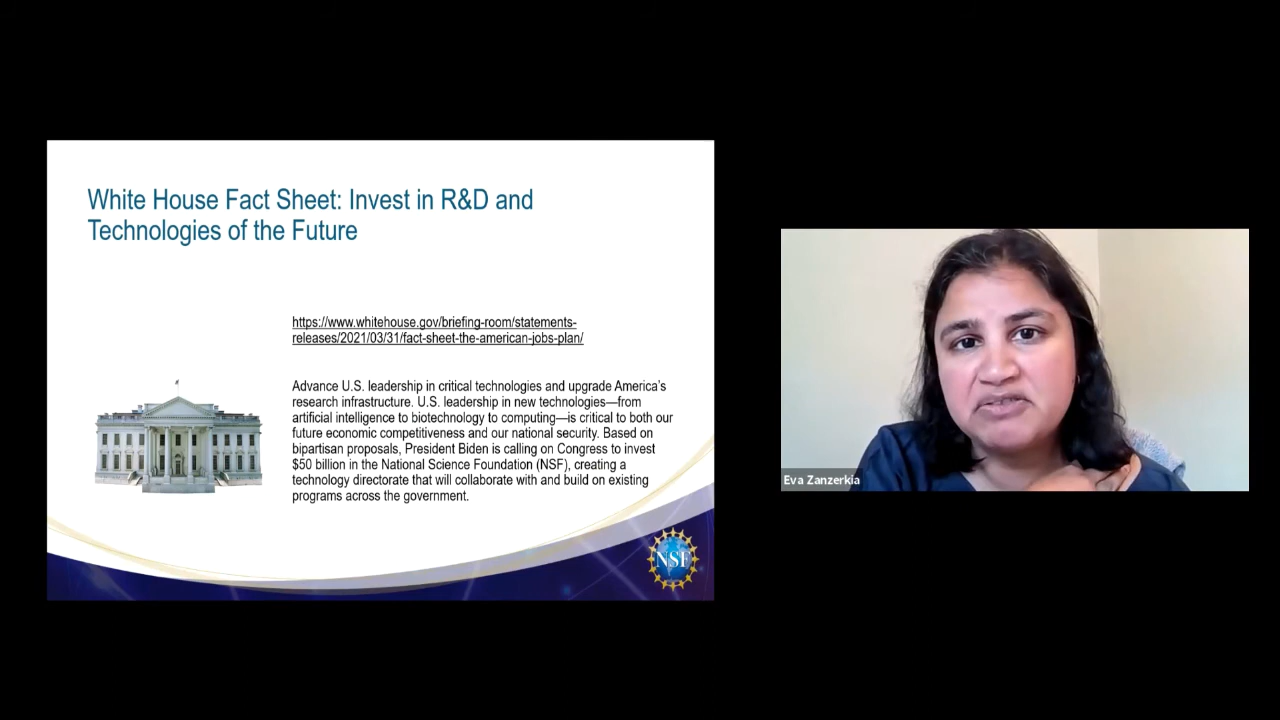 White House Fact Sheet: Invest in R&D and
Technologies of the Future
https://www.whitehouse.gov/briefing-room/statements-
releases/2021/03/31/fact-sheet-the-american-jobs-plan/
Advance U.S. leadership in critical technologies and upgrade America's
research infrastructure. U.S. leadership in new technologies—from
artificial intelligence to biotechnology to computing—is critical to both our
future economic competitiveness and our national security. Based on
bipartisan proposals, President Biden is calling on Congress to invest
$50 billion in the National Science Foundation (NSF), creating a
technology directorate that will collaborate with and build on existing
programs across the government.
NSF
Eva Zanzerkia